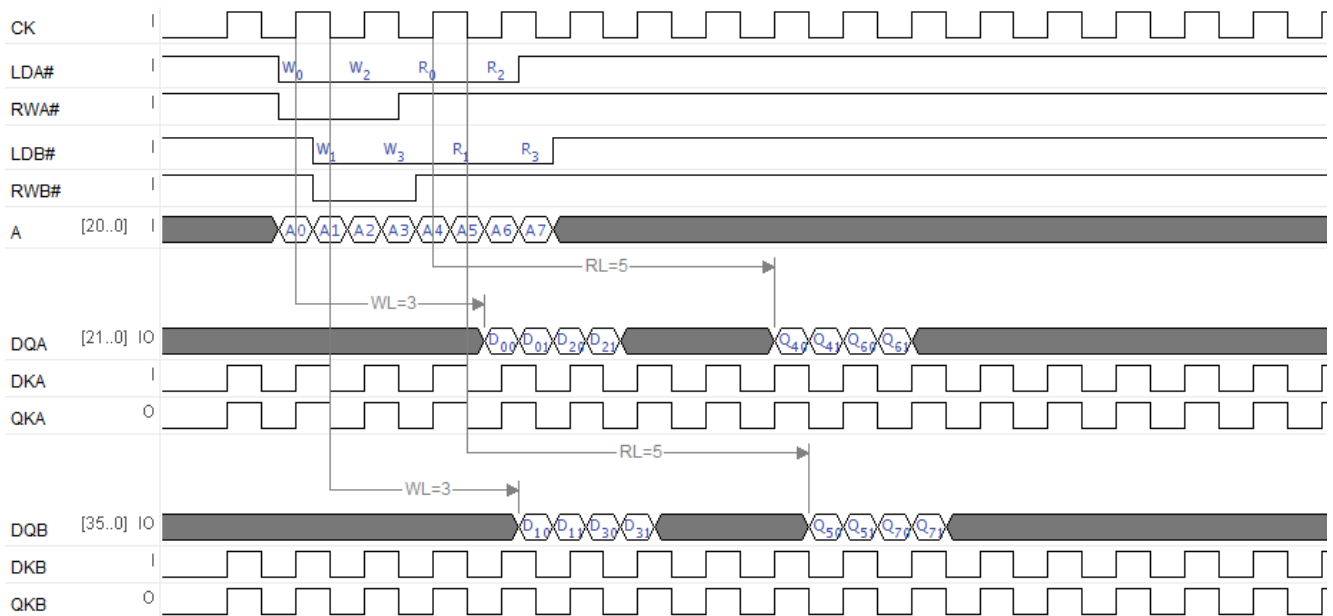 CK I
LDA# I W0 W2 R0 R2
RWA# I
LDB# I W1 W3 R1 R3
RWB# I
A [20..0] I A0 A1 A2 A3 A4 A5 A6 A7
RL=5
WL=3
DQA [21..0] IO D00 D01 D20 D21 Q40 Q41 Q60 Q61
DKA I
QKA O
RL=5
WL=3
DQB [35..0] IO D10 D11 D30 D31 Q50 Q51 Q70 Q71
DKB I
QKB O